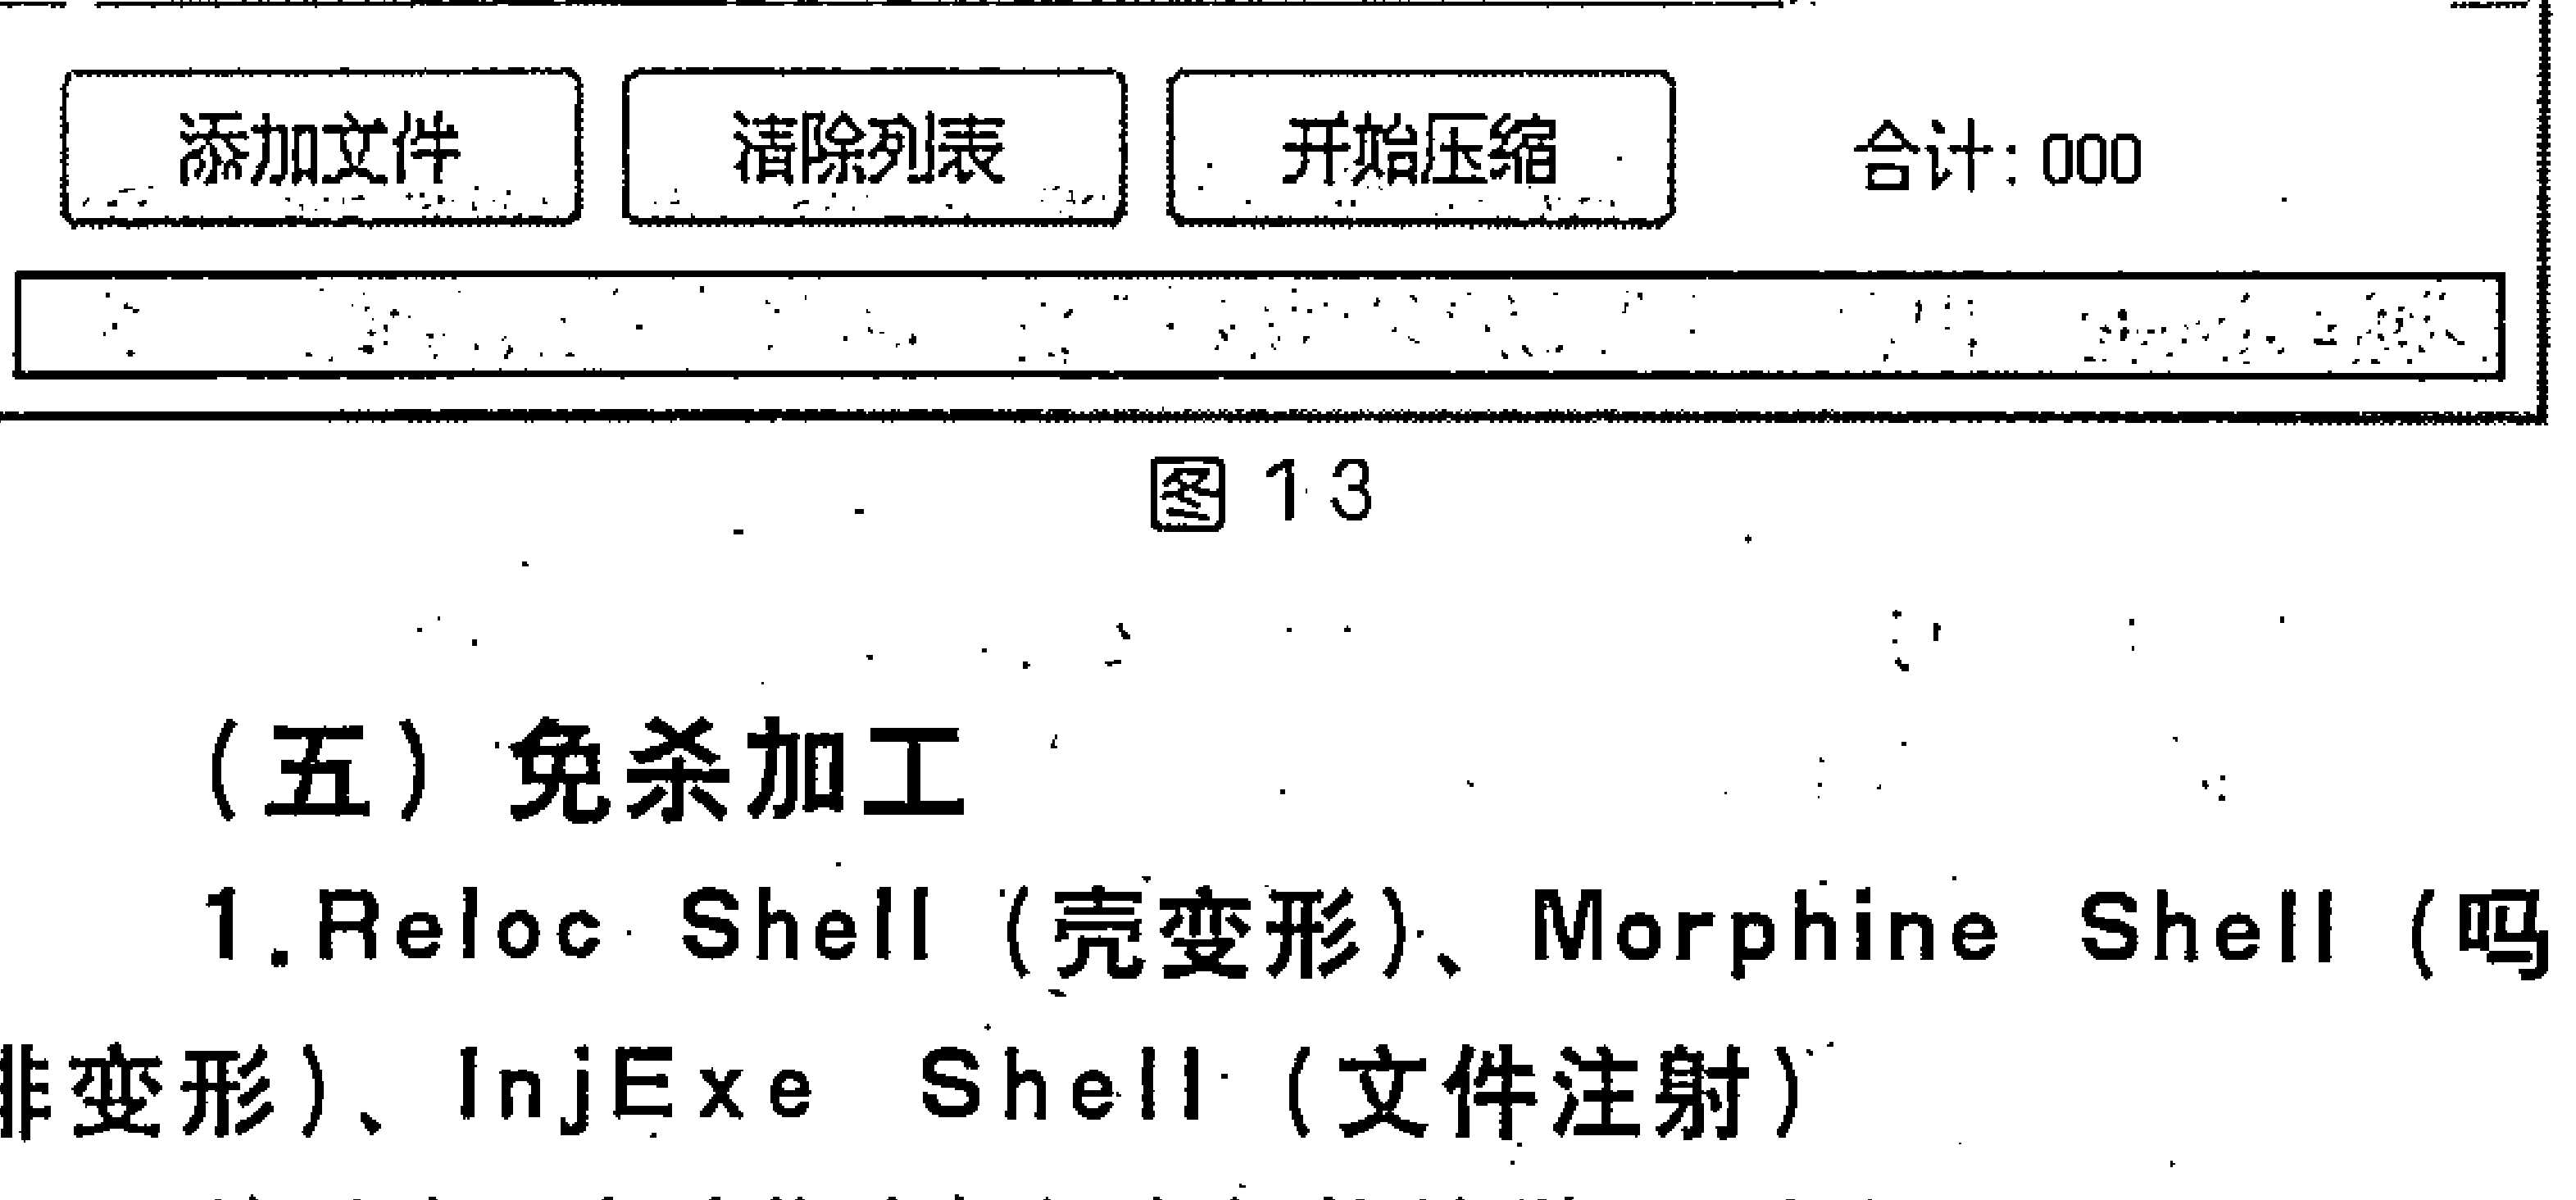 添加文件 清除列表 开始压缩 合计: 000
图 13
(五) 免杀加工
1.Reloc Shell (壳变形)、Morphine Shell (吗
啡变形)、InjExe Shell (文件注射)